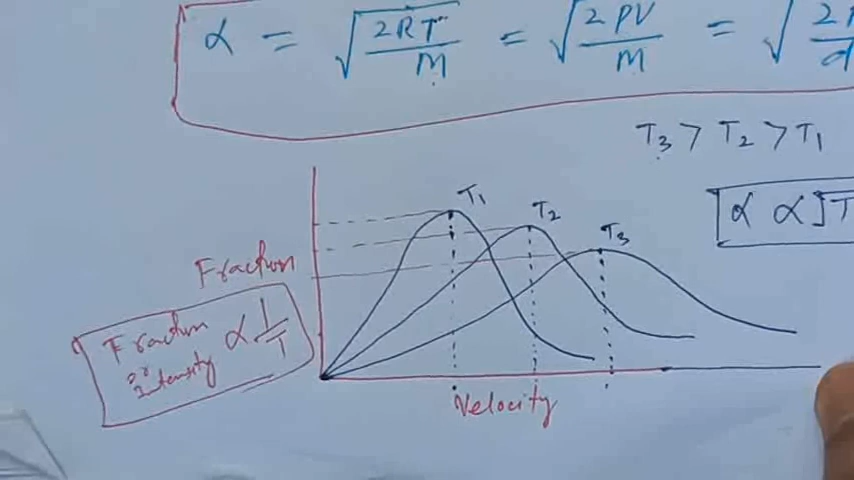 α = √2RT/M = √2PV/M = √2P/d
T₃ > T₂ > T₁
T₁
T₂
T₃
α ∝ √T
Fraction
Fraction or Intensity ∝ 1/T
Velocity